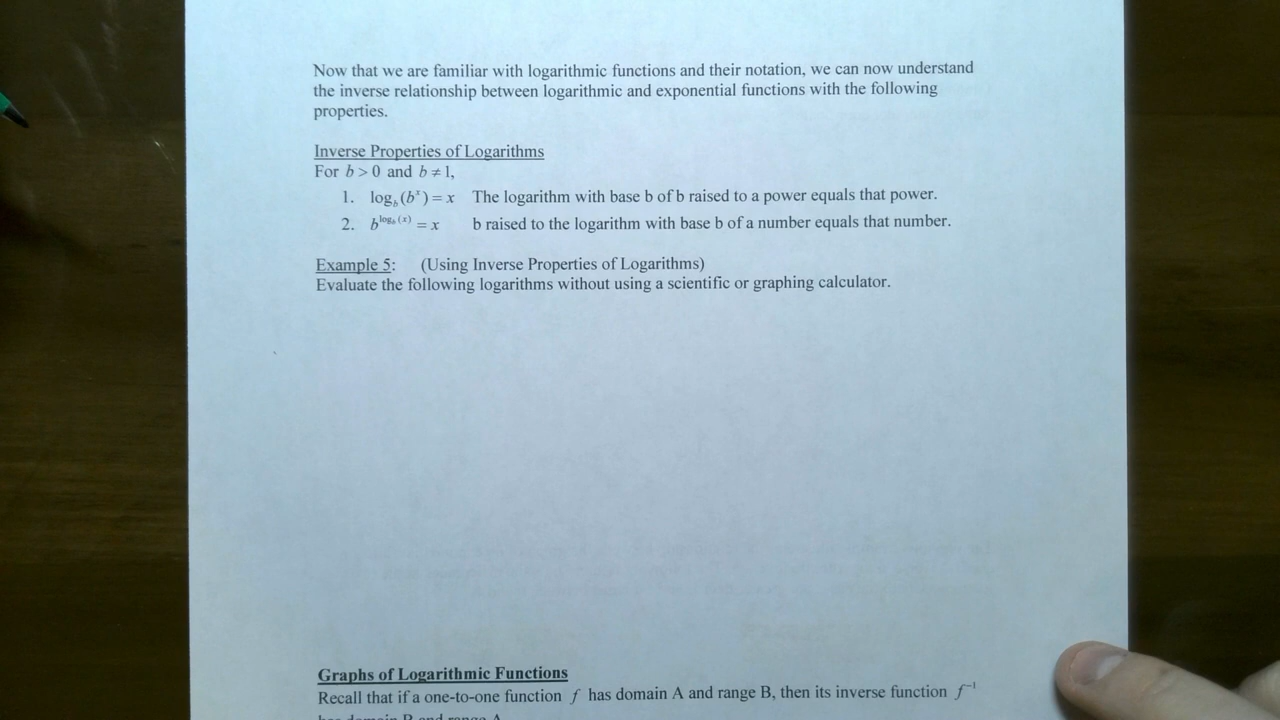 Now that we are familiar with logarithmic functions and their notation, we can now understand
the inverse relationship between logarithmic and exponential functions with the following
properties.
Inverse Properties of Logarithms
For b > 0 and b ≠ 1,
1. log_b(b^x) = x The logarithm with base b of b raised to a power equals that power.
2. b^(log_b(x)) = x b raised to the logarithm with base b of a number equals that number.
Example 5: (Using Inverse Properties of Logarithms)
Evaluate the following logarithms without using a scientific or graphing calculator.
Graphs of Logarithmic Functions
Recall that if a one-to-one function f has domain A and range B, then its inverse function f⁻¹
has domain B and range A.